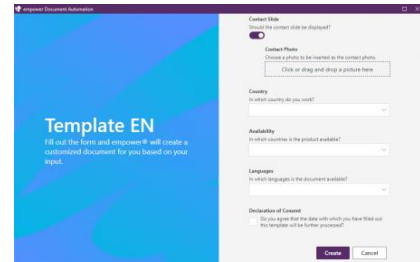 empower Document Automation
Template EN
Fill out the form and empower® will create a
customized document for you based on your
input.
Contact Slide
Should the contact slide be displayed?
Contact Photo
Choose a photo to be inserted as the contact photo.
Click or drag and drop a picture here
Country
In which country do you work?
Availability
In which countries is the product available?
Languages
In which languages is the document available?
Declaration of Consent
Do you agree that the date with which you have filled out
this template will be further processed?
Create
Cancel